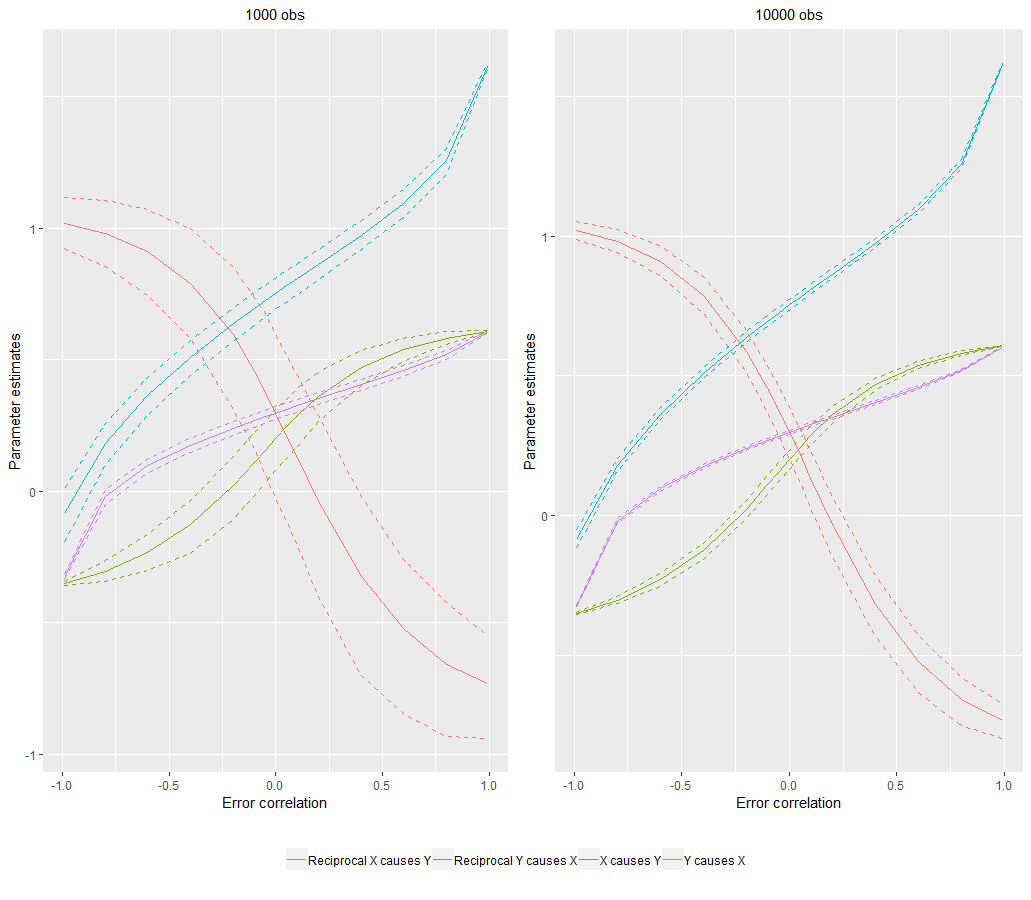 1000 obs
10000 obs
Parameter estimates
1
0
-1
-1.0 -0.5 0.0 0.5 1.0
Error correlation
Parameter estimates
1
0
-1.0 -0.5 0.0 0.5 1.0
Error correlation
Reciprocal X causes Y Reciprocal Y causes X X causes Y Y causes X